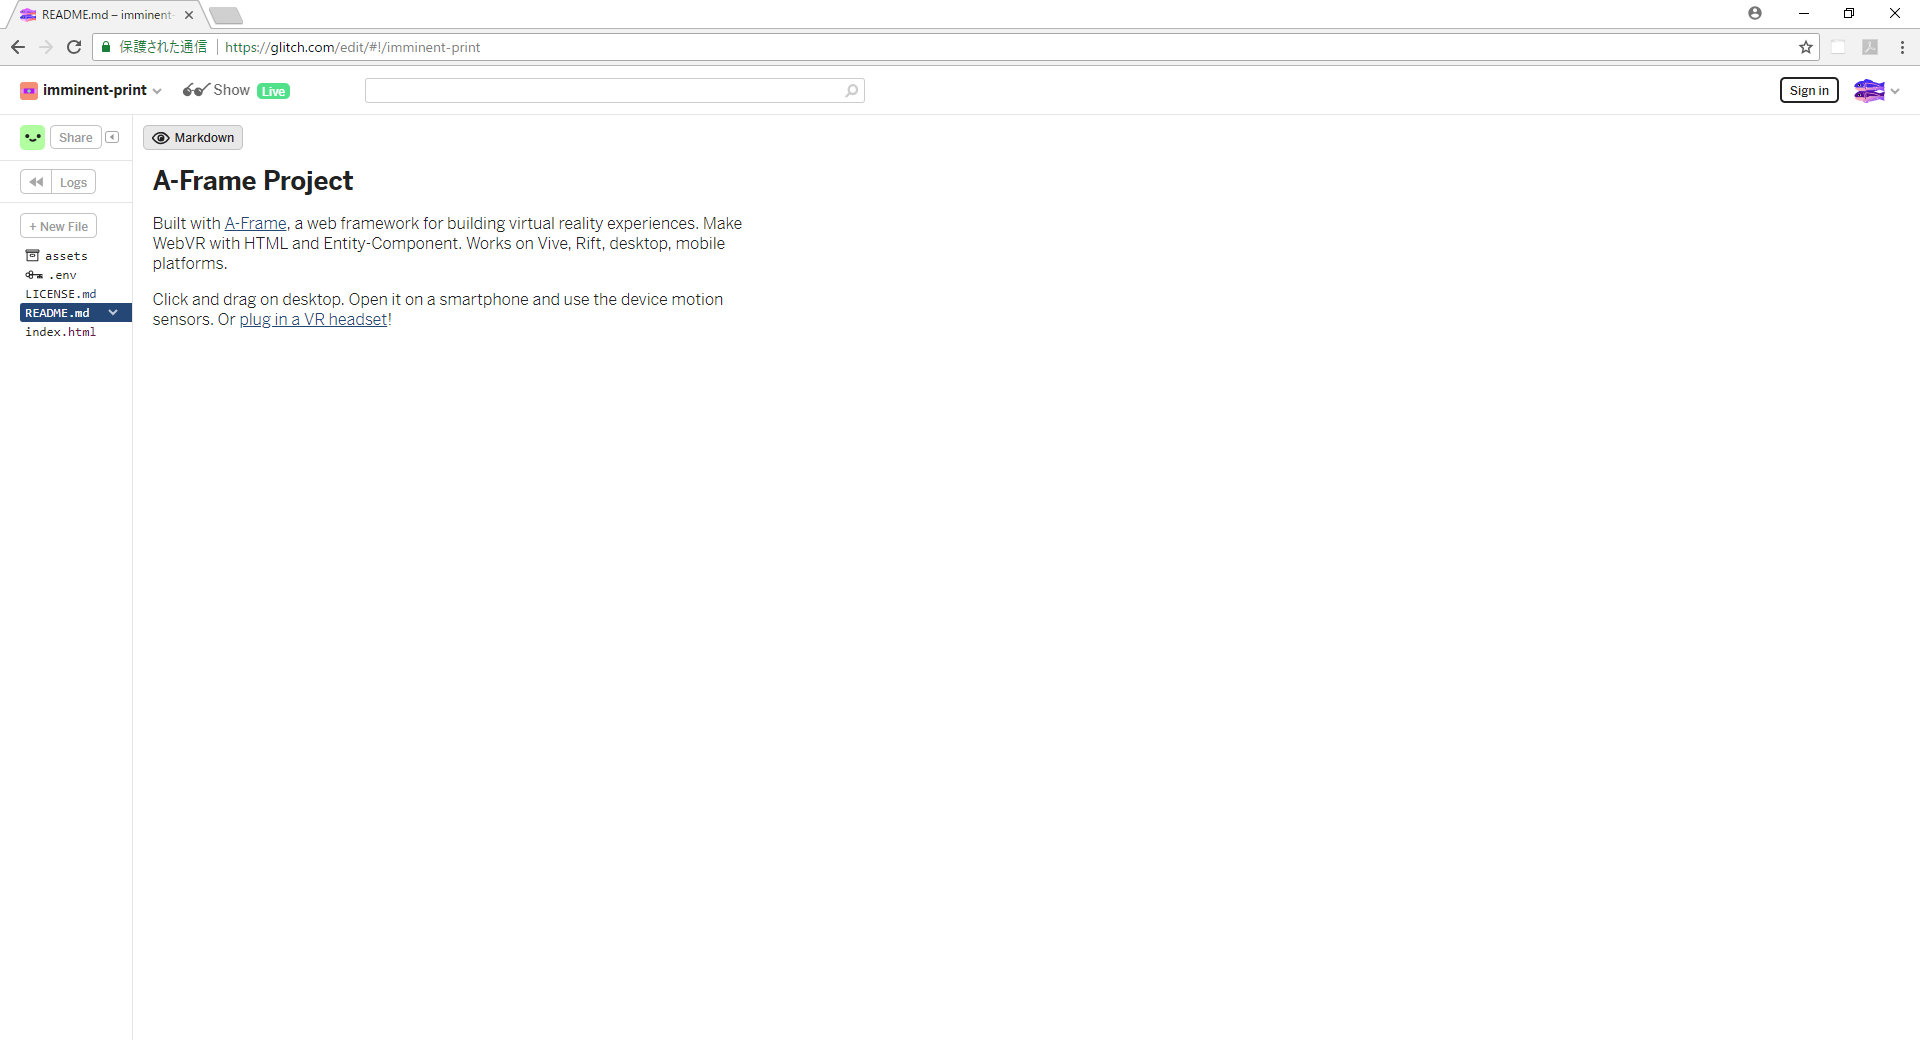 README.md – imminent-
保護された通信 https://glitch.com/edit/#!/imminent-print
imminent-print Show Live
Sign in
Share
Markdown
Logs
+ New File
assets
.env
LICENSE.md
README.md
index.html
A-Frame Project
Built with A-Frame, a web framework for building virtual reality experiences. Make
WebVR with HTML and Entity-Component. Works on Vive, Rift, desktop, mobile
platforms.
Click and drag on desktop. Open it on a smartphone and use the device motion
sensors. Or plug in a VR headset!